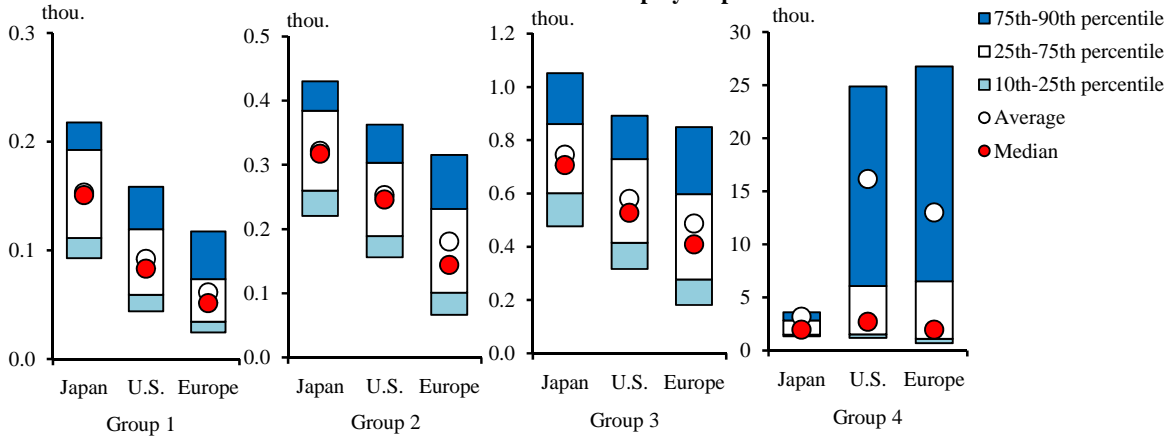 thou.
0.3
0.2
0.1
0.0
Japan U.S. Europe
Group 1
thou.
0.5
0.4
0.3
0.2
0.1
0.0
Japan U.S. Europe
Group 2
thou.
1.2
1.0
0.8
0.6
0.4
0.2
0.0
Japan U.S. Europe
Group 3
thou.
30
25
20
15
10
5
0
Japan U.S. Europe
Group 4
75th-90th percentile
25th-75th percentile
10th-25th percentile
Average
Median